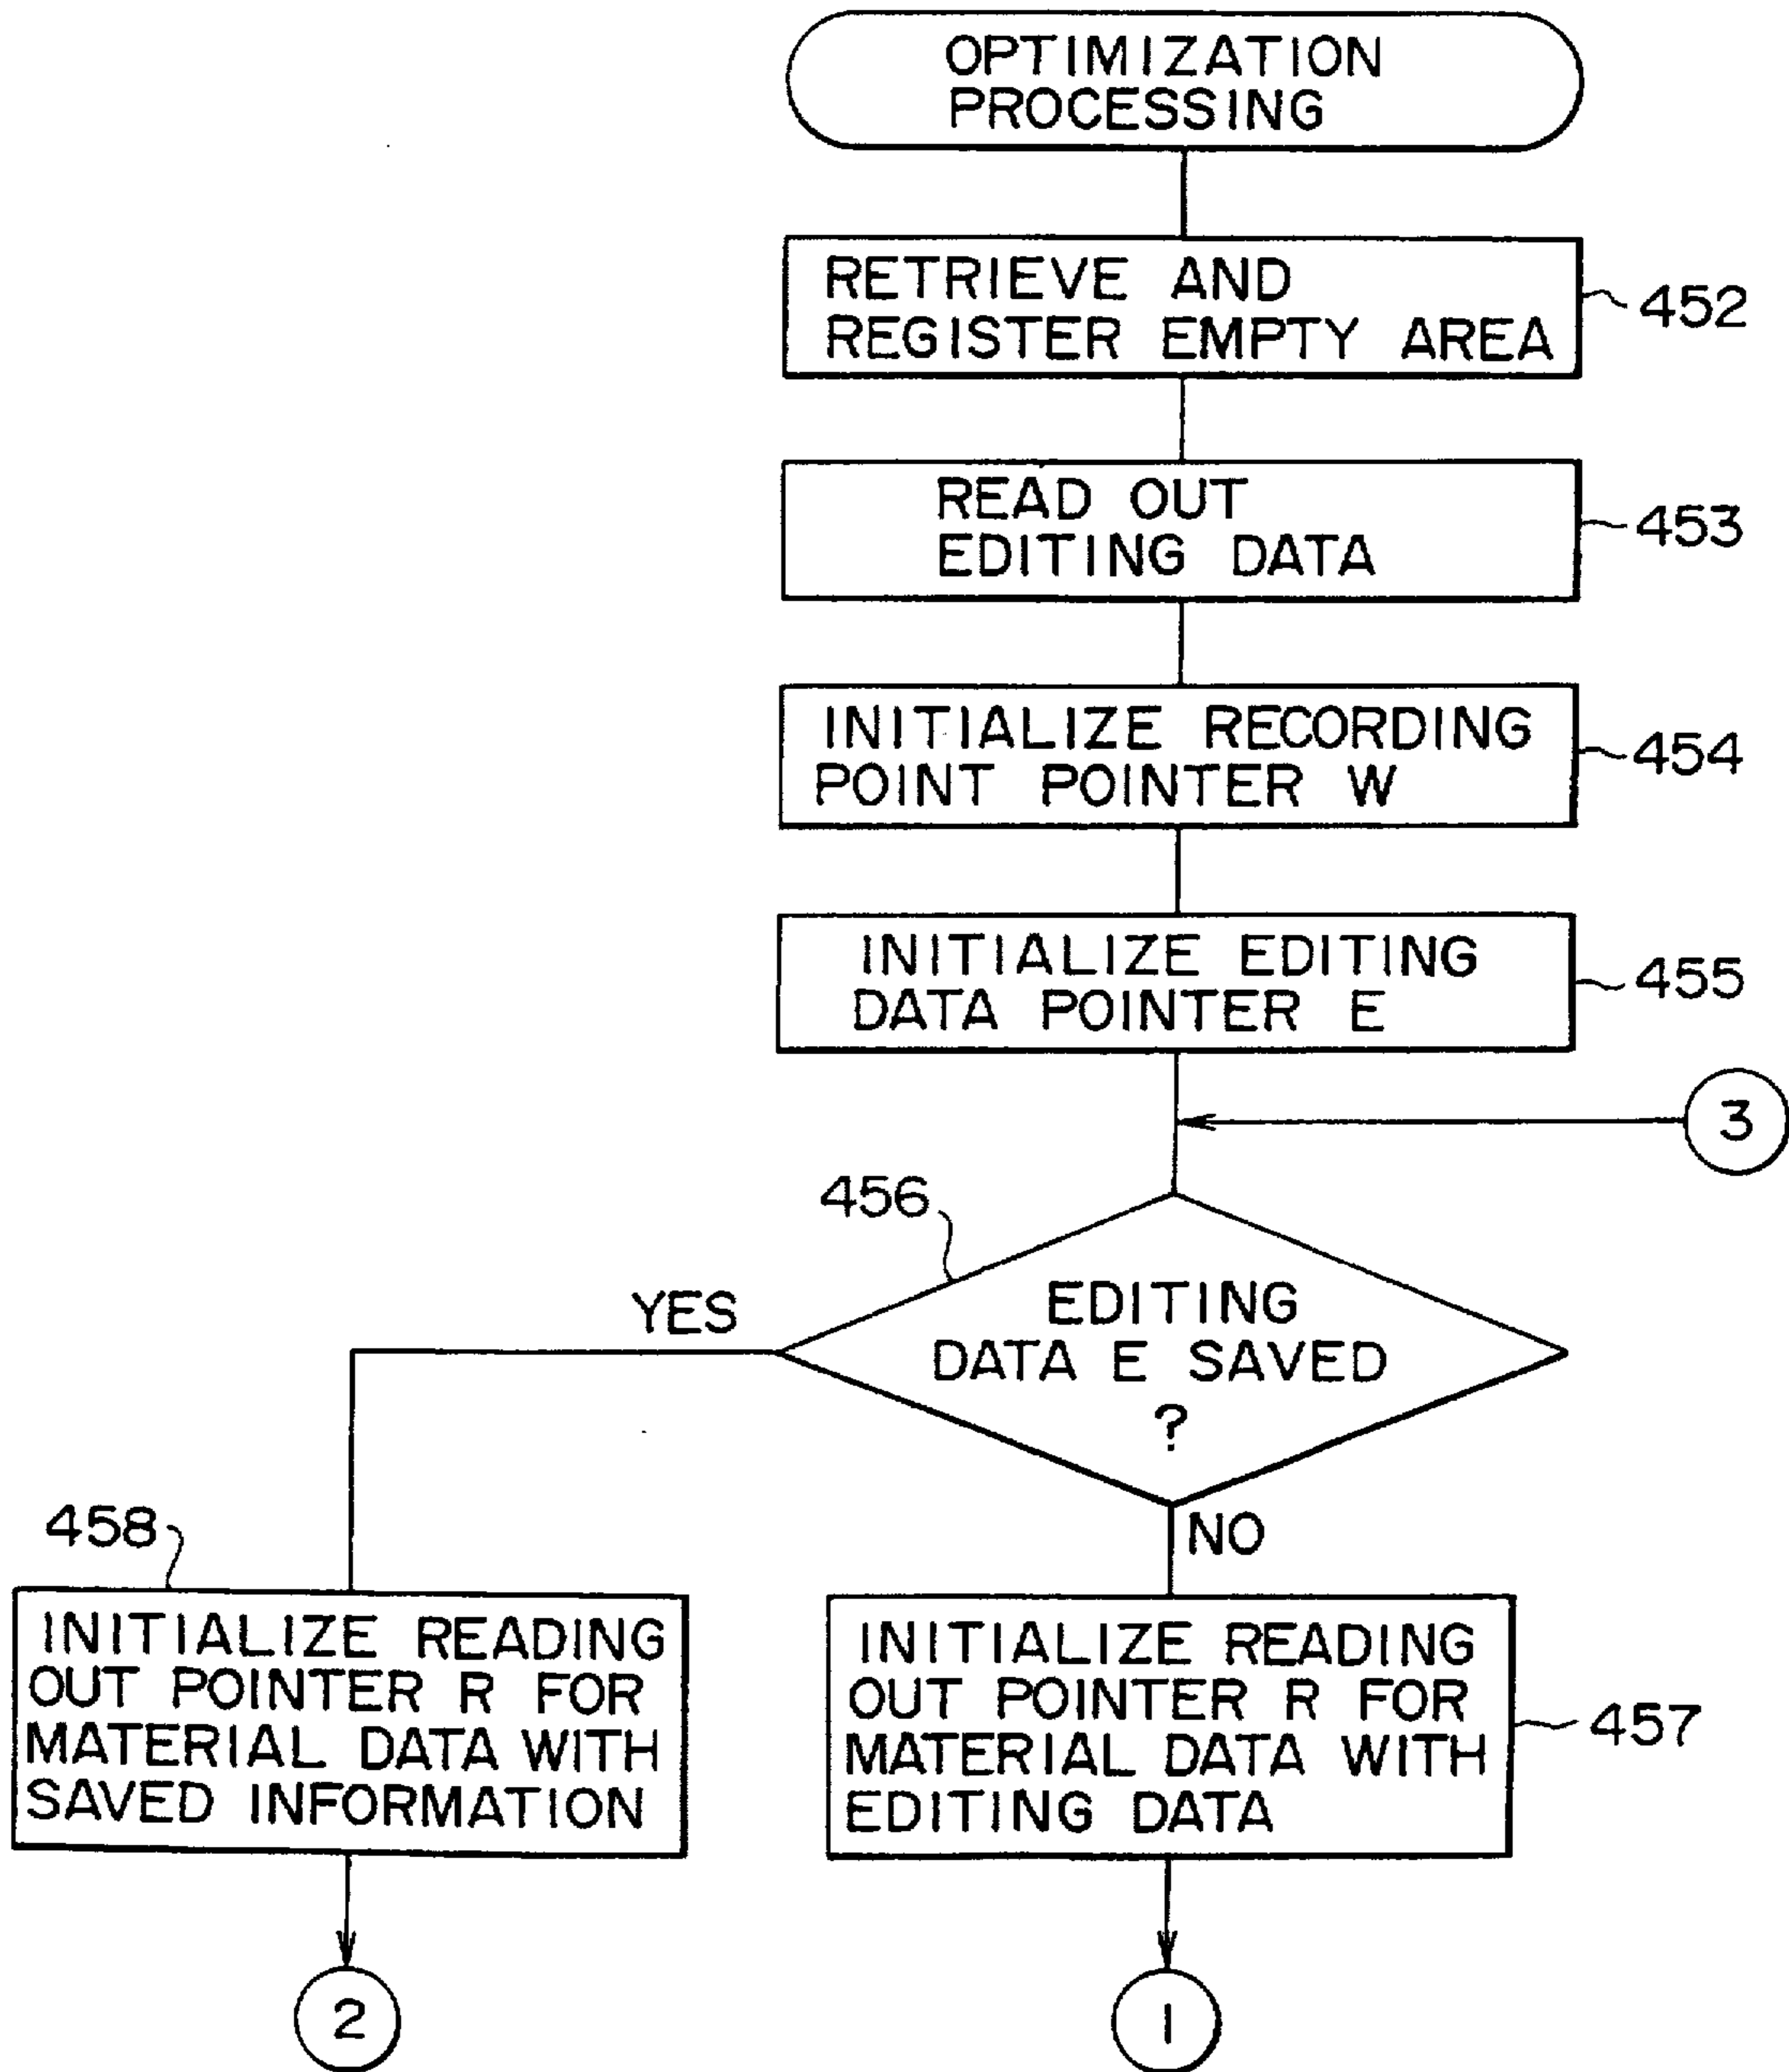 OPTIMIZATION
PROCESSING
RETRIEVE AND
REGISTER EMPTY AREA
452
READ OUT
EDITING DATA
453
INITIALIZE RECORDING
POINT POINTER W
454
INITIALIZE EDITING
DATA POINTER E
455
3
456
EDITING
DATA E SAVED
?
YES
NO
458
INITIALIZE READING
OUT POINTER R FOR
MATERIAL DATA WITH
SAVED INFORMATION
INITIALIZE READING
OUT POINTER R FOR
MATERIAL DATA WITH
EDITING DATA
457
2
1